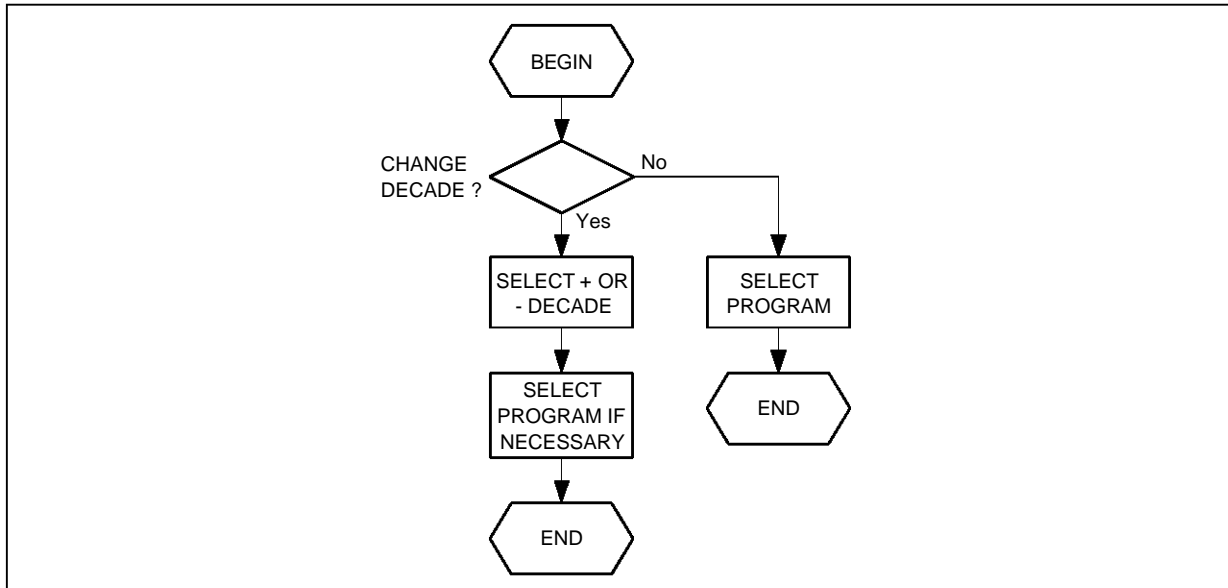 BEGIN
CHANGE
DECADE ?
No
Yes
SELECT + OR
- DECADE
SELECT
PROGRAM
SELECT
PROGRAM IF
NECESSARY
END
END